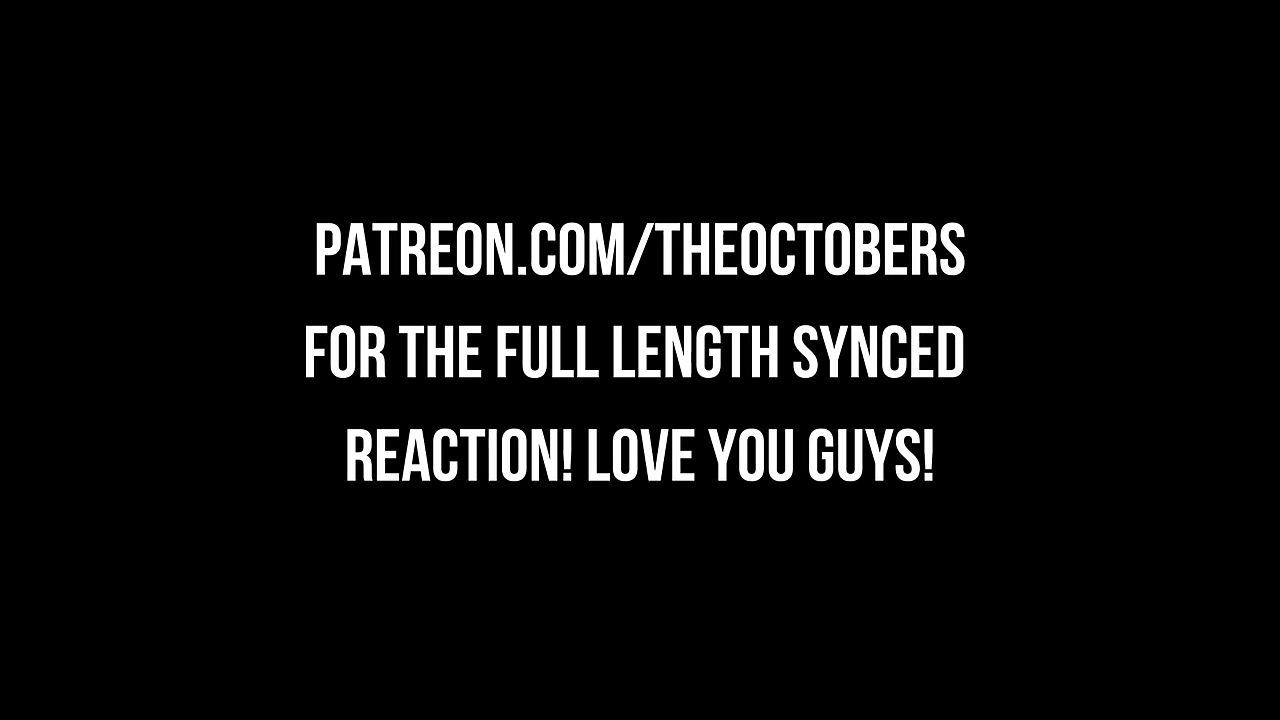 PATREON.COM/THEOCTOBERS
FOR THE FULL LENGTH SYNCED
REACTION! LOVE YOU GUYS!